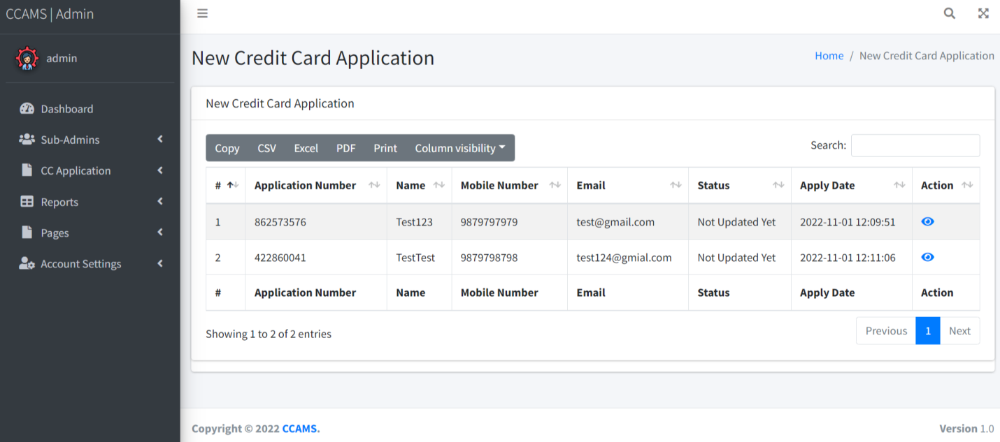 CCAMS | Admin
admin
Dashboard
Sub-Admins
CC Application
Reports
Pages
Account Settings
New Credit Card Application
Home / New Credit Card Application
New Credit Card Application
Copy CSV Excel PDF Print Column visibility
Search:
# Application Number Name Mobile Number Email Status Apply Date Action
1 862573576 Test123 9879797979 test@gmail.com Not Updated Yet 2022-11-01 12:09:51
2 422860041 TestTest 9879798798 test124@gmial.com Not Updated Yet 2022-11-01 12:11:06
# Application Number Name Mobile Number Email Status Apply Date Action
Showing 1 to 2 of 2 entries
Previous 1 Next
Copyright © 2022 CCAMS.
Version 1.0